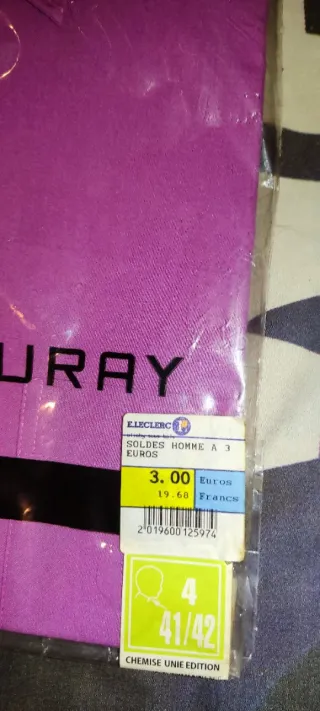 URAY
E.LECLERC
SOLDES HOMME A 3
EUROS
3.00 Euros
19.68 Francs
2019600125974
4
41/42
CHEMISE UNIE EDITION